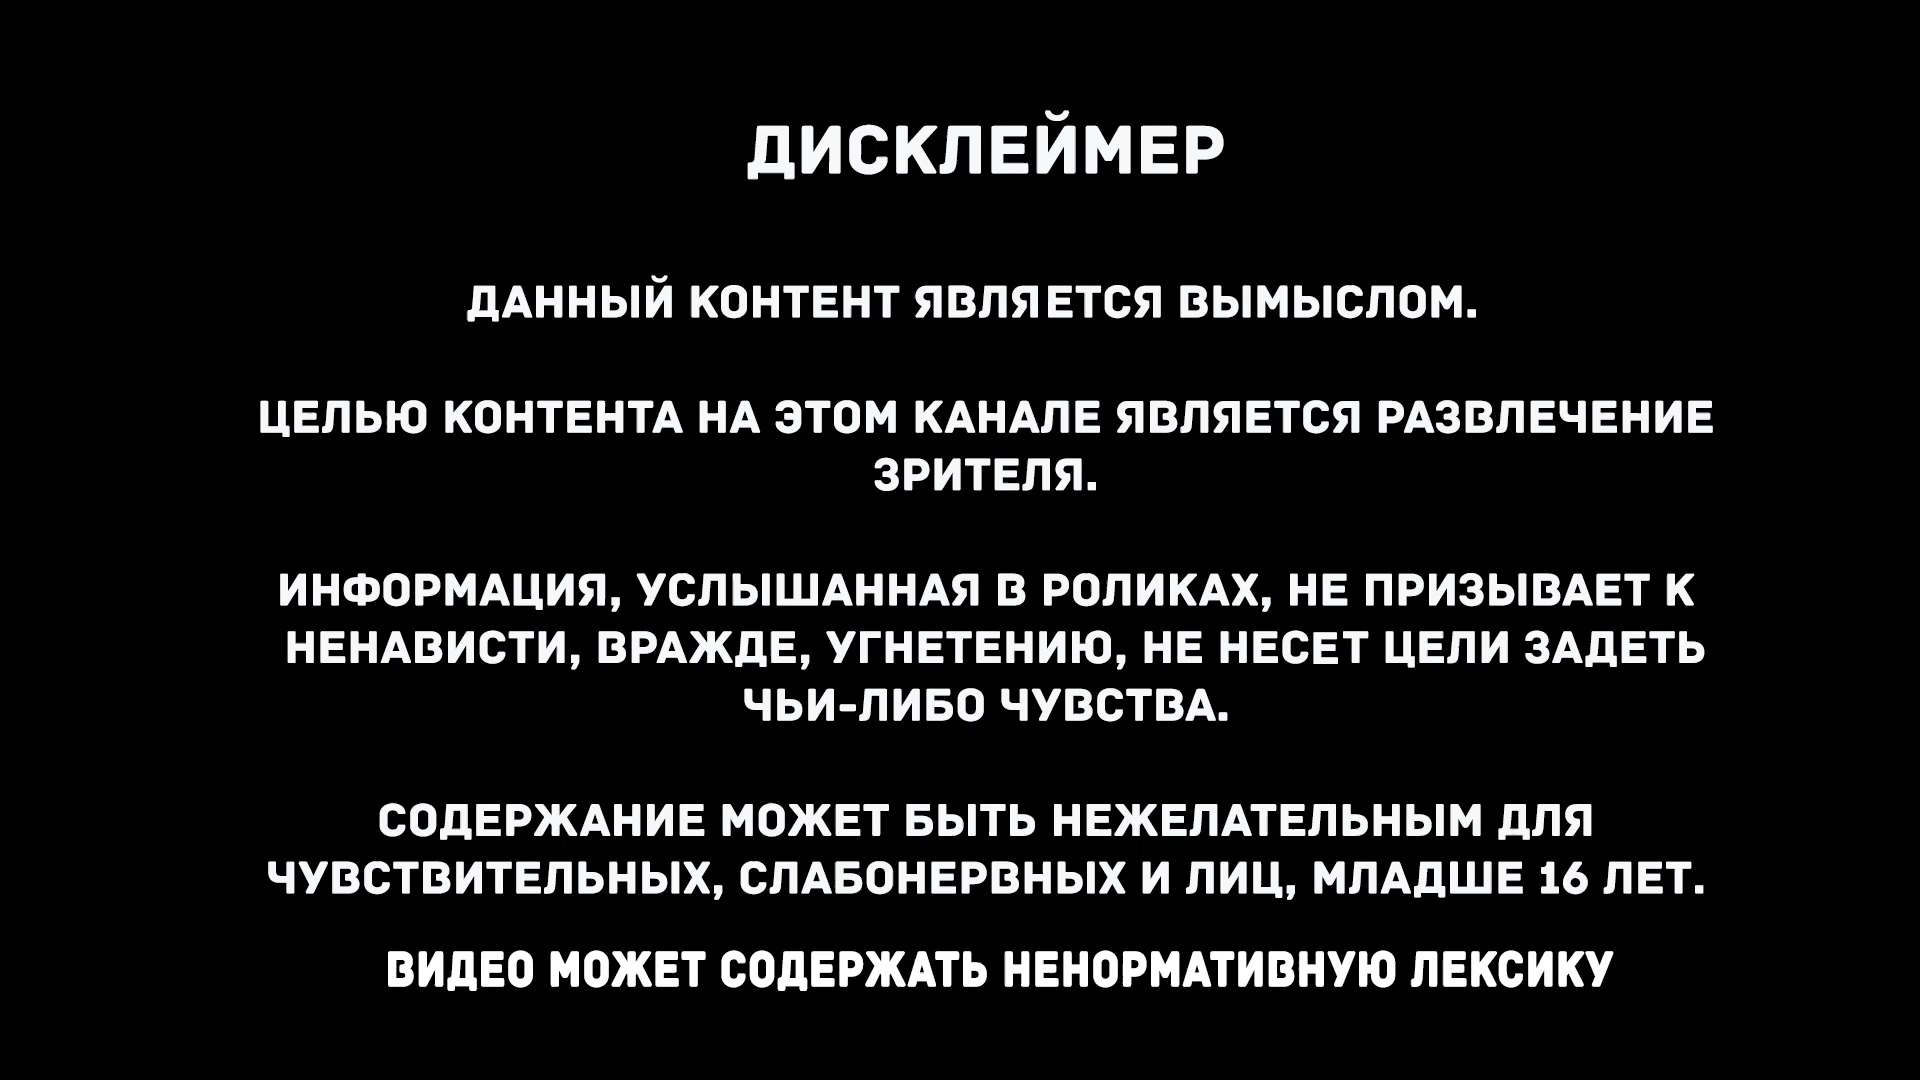 ДИСКЛЕЙМЕР
ДАННЫЙ КОНТЕНТ ЯВЛЯЕТСЯ ВЫМЫСЛОМ.
ЦЕЛЬЮ КОНТЕНТА НА ЭТОМ КАНАЛЕ ЯВЛЯЕТСЯ РАЗВЛЕЧЕНИЕ
ЗРИТЕЛЯ.
ИНФОРМАЦИЯ, УСЛЫШАННАЯ В РОЛИКАХ, НЕ ПРИЗЫВАЕТ К
НЕНАВИСТИ, ВРАЖДЕ, УГНЕТЕНИЮ, НЕ НЕСЕТ ЦЕЛИ ЗАДЕТЬ
ЧЬИ-ЛИБО ЧУВСТВА.
СОДЕРЖАНИЕ МОЖЕТ БЫТЬ НЕЖЕЛАТЕЛЬНЫМ ДЛЯ
ЧУВСТВИТЕЛЬНЫХ, СЛАБОНЕРВНЫХ И ЛИЦ, МЛАДШЕ 16 ЛЕТ.
ВИДЕО МОЖЕТ СОДЕРЖАТЬ НЕНОРМАТИВНУЮ ЛЕКСИКУ